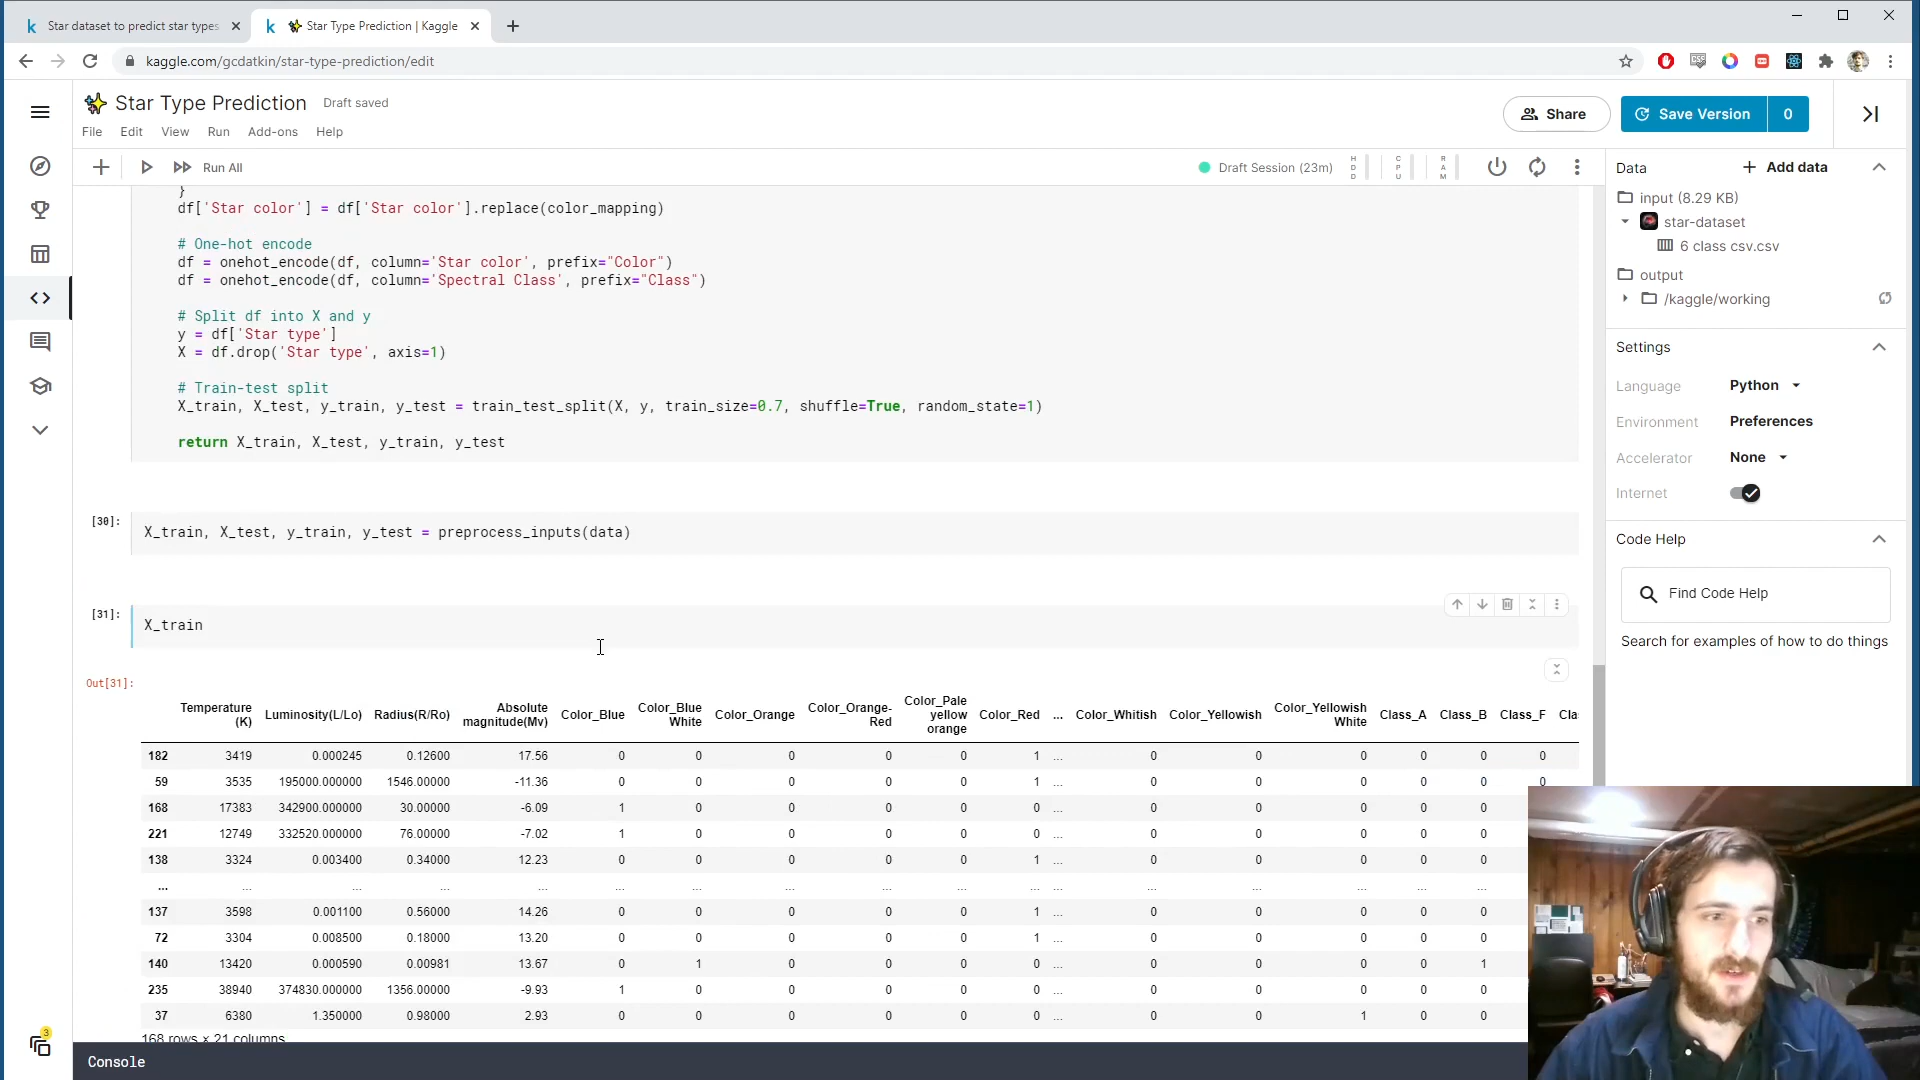 Star dataset to predict star types
Star Type Prediction | Kaggle
kaggle.com/gcdatkin/star-type-prediction/edit
Star Type Prediction
Draft saved
File Edit View Run Add-ons Help
Share
Save Version 0
Run All
Draft Session (23m)
HDD
CPU
RAM
}
df['Star color'] = df['Star color'].replace(color_mapping)
# One-hot encode
df = onehot_encode(df, column='Star color', prefix="Color")
df = onehot_encode(df, column='Spectral Class', prefix="Class")
# Split df into X and y
y = df['Star type']
X = df.drop('Star type', axis=1)
# Train-test split
X_train, X_test, y_train, y_test = train_test_split(X, y, train_size=0.7, shuffle=True, random_state=1)
return X_train, X_test, y_train, y_test
[30]:
X_train, X_test, y_train, y_test = preprocess_inputs(data)
[31]:
X_train
Out[31]:
Temperature (K) Luminosity(L/Lo) Radius(R/Ro) Absolute magnitude(Mv) Color_Blue Color_Blue White Color_Orange Color_Orange-Red Color_Pale yellow orange Color_Red ... Color_Whitish Color_Yellowish Color_Yellowish White Class_A Class_B Class_F Cla
182 3419 0.000245 0.12600 17.56 0 0 0 0 0 1 ... 0 0 0 0 0 0
59 3535 195000.000000 1546.00000 -11.36 0 0 0 0 0 1 ... 0 0 0 0 0 0
168 17383 342900.000000 30.00000 -6.09 1 0 0 0 0 0 ... 0 0 0 0 0
221 12749 332520.000000 76.00000 -7.02 1 0 0 0 0 0 ... 0 0 0 0 0
138 3324 0.003400 0.34000 12.23 0 0 0 0 0 1 ... 0 0 0 0 0
... ... ... ... ... ... ... ... ... ... ... ... ... ... ... ... ...
137 3598 0.001100 0.56000 14.26 0 0 0 0 0 1 ... 0 0 0 0 0
72 3304 0.008500 0.18000 13.20 0 0 0 0 0 1 ... 0 0 0 0 0
140 13420 0.000590 0.00981 13.67 0 1 0 0 0 0 ... 0 0 0 0 1
235 38940 374830.000000 1356.00000 -9.93 1 0 0 0 0 0 ... 0 0 0 0 0
37 6380 1.350000 0.98000 2.93 0 0 0 0 0 0 ... 0 0 1 0 0
168 rows × 21 columns
Console
3
Data
Add data
input (8.29 KB)
star-dataset
6 class csv.csv
output
/kaggle/working
Settings
Language Python
Environment Preferences
Accelerator None
Internet
Code Help
Find Code Help
Search for examples of how to do things